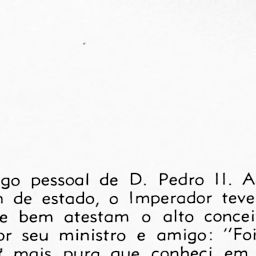 go pessoal de D. Pedro II. A
de estado, o Imperador teve
e bem atestam o alto concei
or seu ministro e amigo: "Foi
mais pura que conheci em